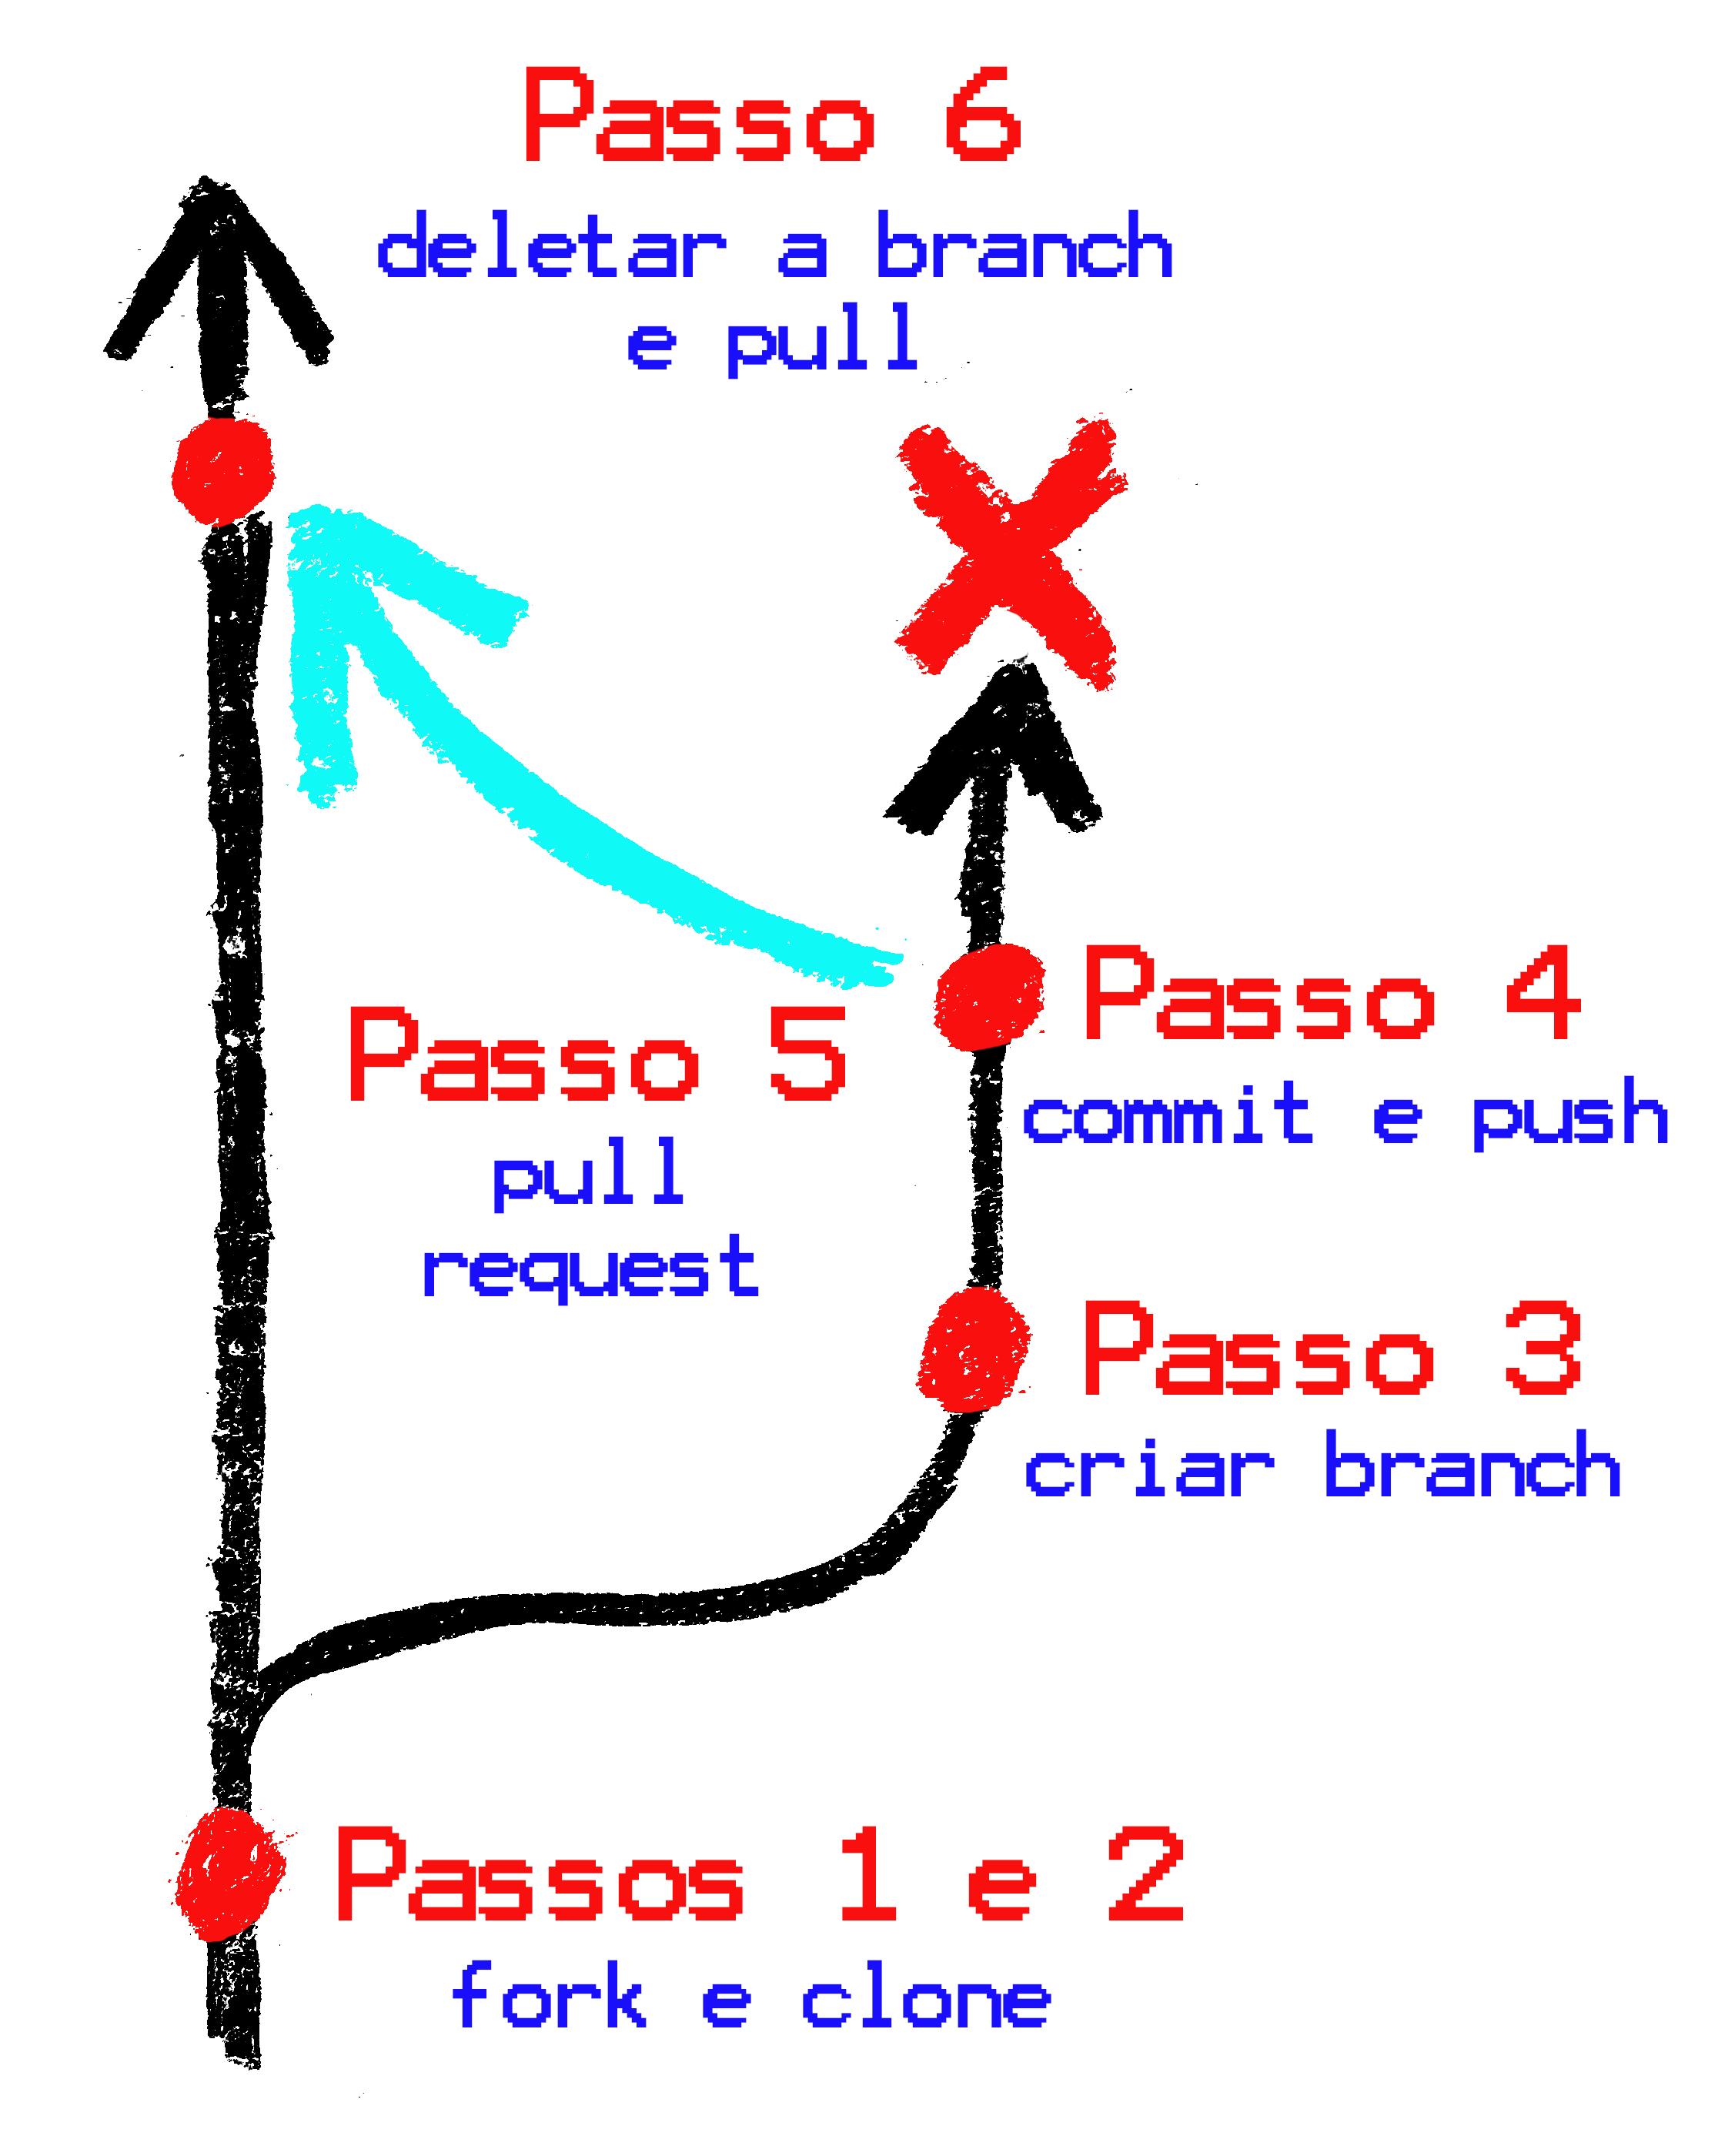 Passo 6
deletar a branch
e pull
Passo 4
commit e push
Passo 5
pull
request
Passo 3
criar branch
Passos 1 e 2
fork e clone